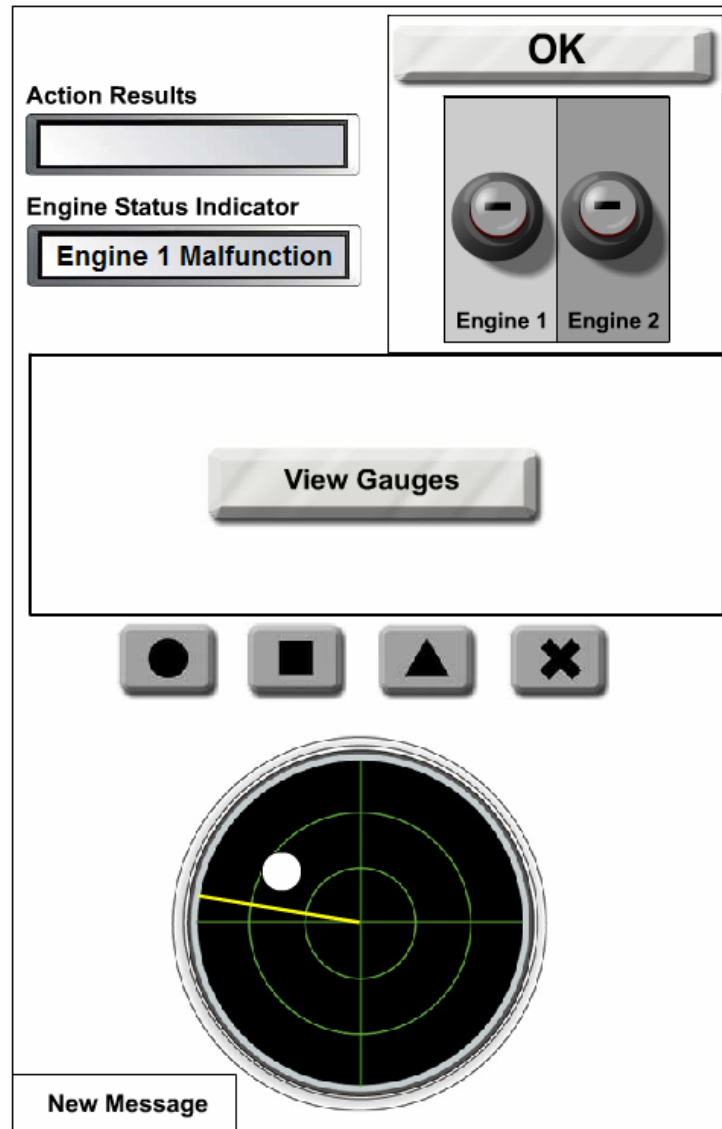 OK
Action Results
Engine Status Indicator
Engine 1 Malfunction
Engine 1
Engine 2
View Gauges
New Message